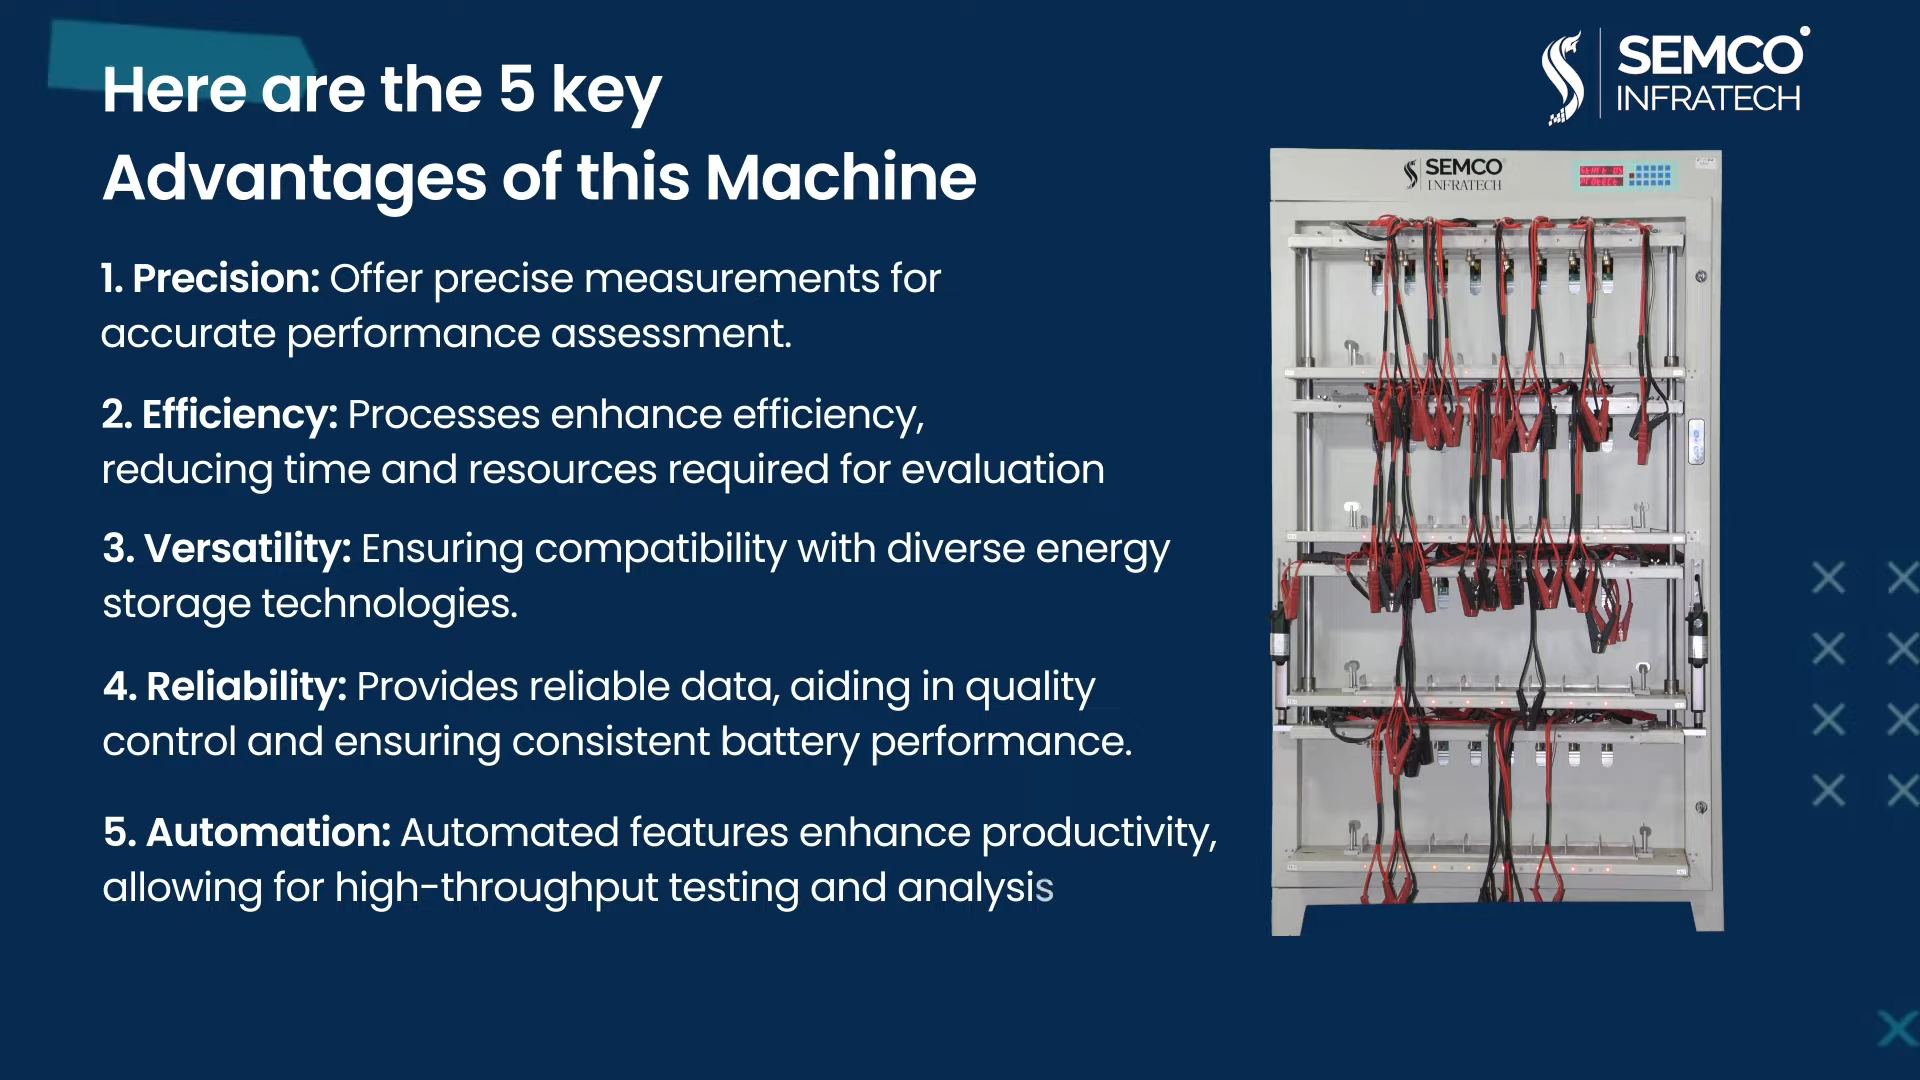 Here are the 5 key
Advantages of this Machine
1. Precision: Offer precise measurements for
accurate performance assessment.
2. Efficiency: Processes enhance efficiency,
reducing time and resources required for evaluation
3. Versatility: Ensuring compatibility with diverse energy
storage technologies.
4. Reliability: Provides reliable data, aiding in quality
control and ensuring consistent battery performance.
5. Automation: Automated features enhance productivity,
allowing for high-throughput testing and analysis
SEMCO
INFRATECH
SEMCO
INFRATECH